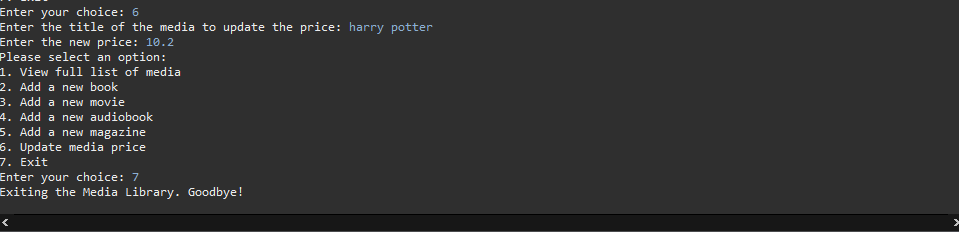 Enter your choice: 6
Enter the title of the media to update the price: harry potter
Enter the new price: 10.2
Please select an option:
1. View full list of media
2. Add a new book
3. Add a new movie
4. Add a new audiobook
5. Add a new magazine
6. Update media price
7. Exit
Enter your choice: 7
Exiting the Media Library. Goodbye!